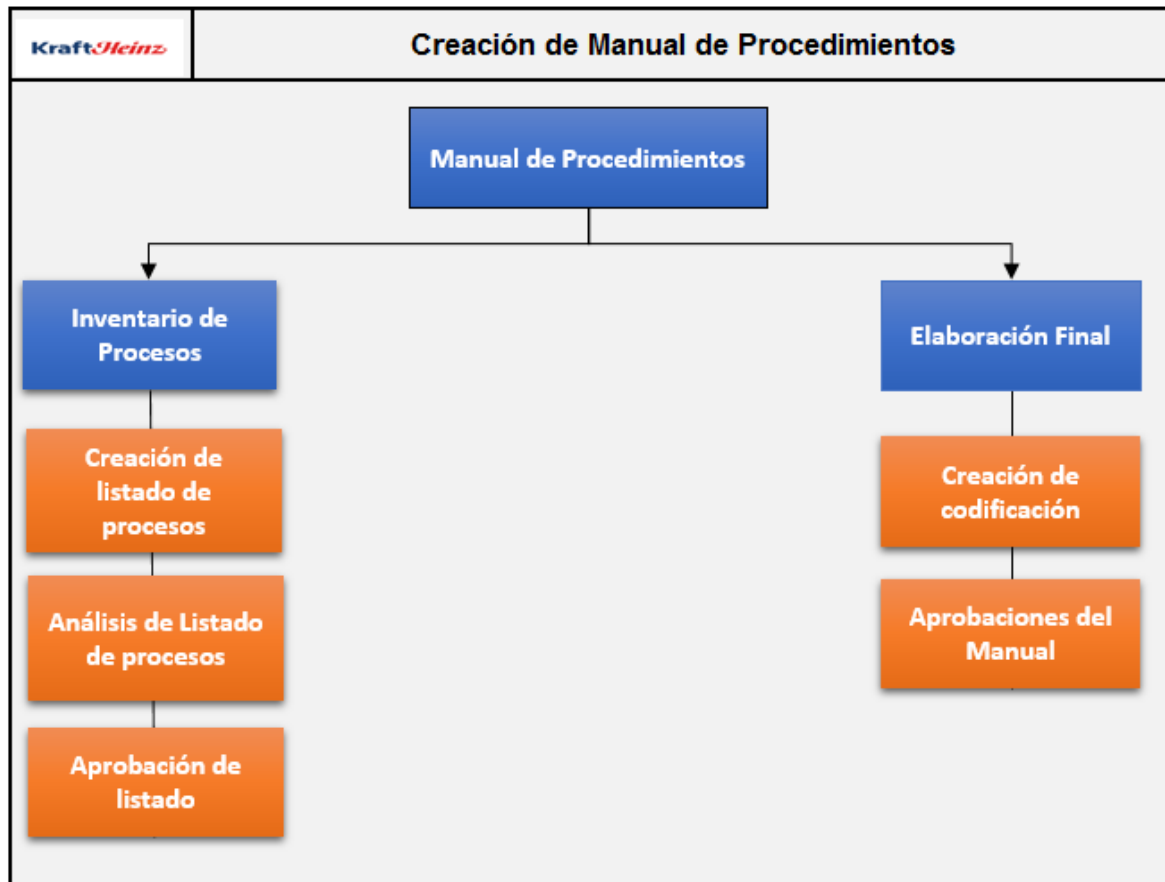 KraftHeinz
Creación de Manual de Procedimientos
Manual de Procedimientos
Inventario de
Procesos
Creación de
listado de
procesos
Análisis de Listado
de procesos
Aprobación de
listado
Elaboración Final
Creación de
codificación
Aprobaciones del
Manual